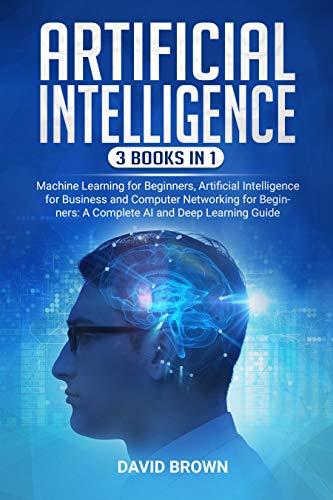 ARTIFICIAL
INTELLIGENCE
3 BOOKS IN 1
Machine Learning for Beginners, Artificial Intelligence
for Business and Computer Networking for Begin-
ners: A Complete AI and Deep Learning Guide
DAVID BROWN